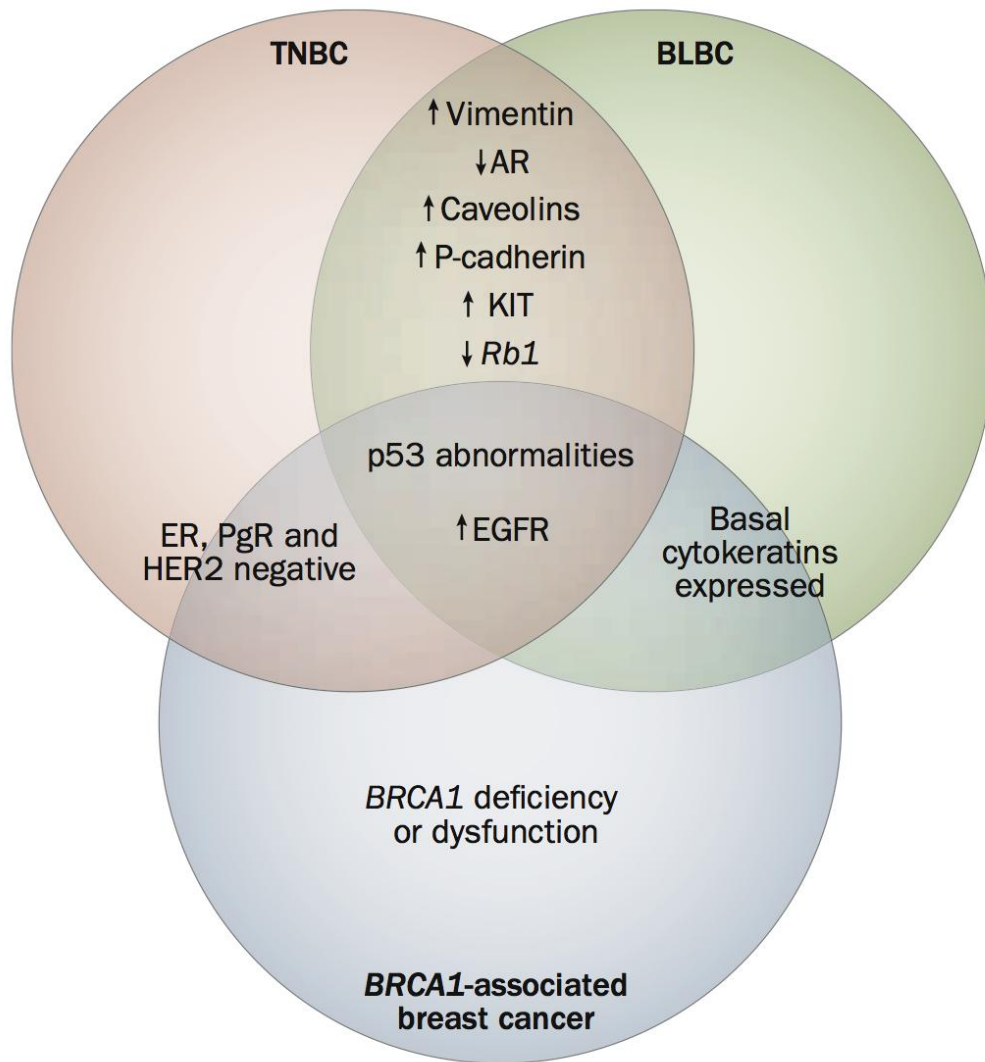 TNBC
BLBC
↑ Vimentin
↓ AR
↑ Caveolins
↑ P-cadherin
↑ KIT
↓ Rb1
p53 abnormalities
↑ EGFR
ER, PgR and
HER2 negative
Basal
cytokeratins
expressed
BRCA1 deficiency
or dysfunction
BRCA1-associated
breast cancer